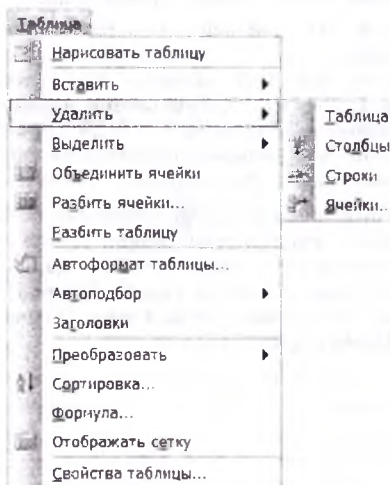 Таблица
Нарисовать таблицу
Вставить
Удалить
Выделить
Объединить ячейки
Разбить ячейки...
Разбить таблицу
Автоформат таблицы...
Автоподбор
Заголовки
Преобразовать
Сортировка...
Формула...
Отображать сетку
Свойства таблицы...
Таблица
Столбцы
Строки
Ячейки...